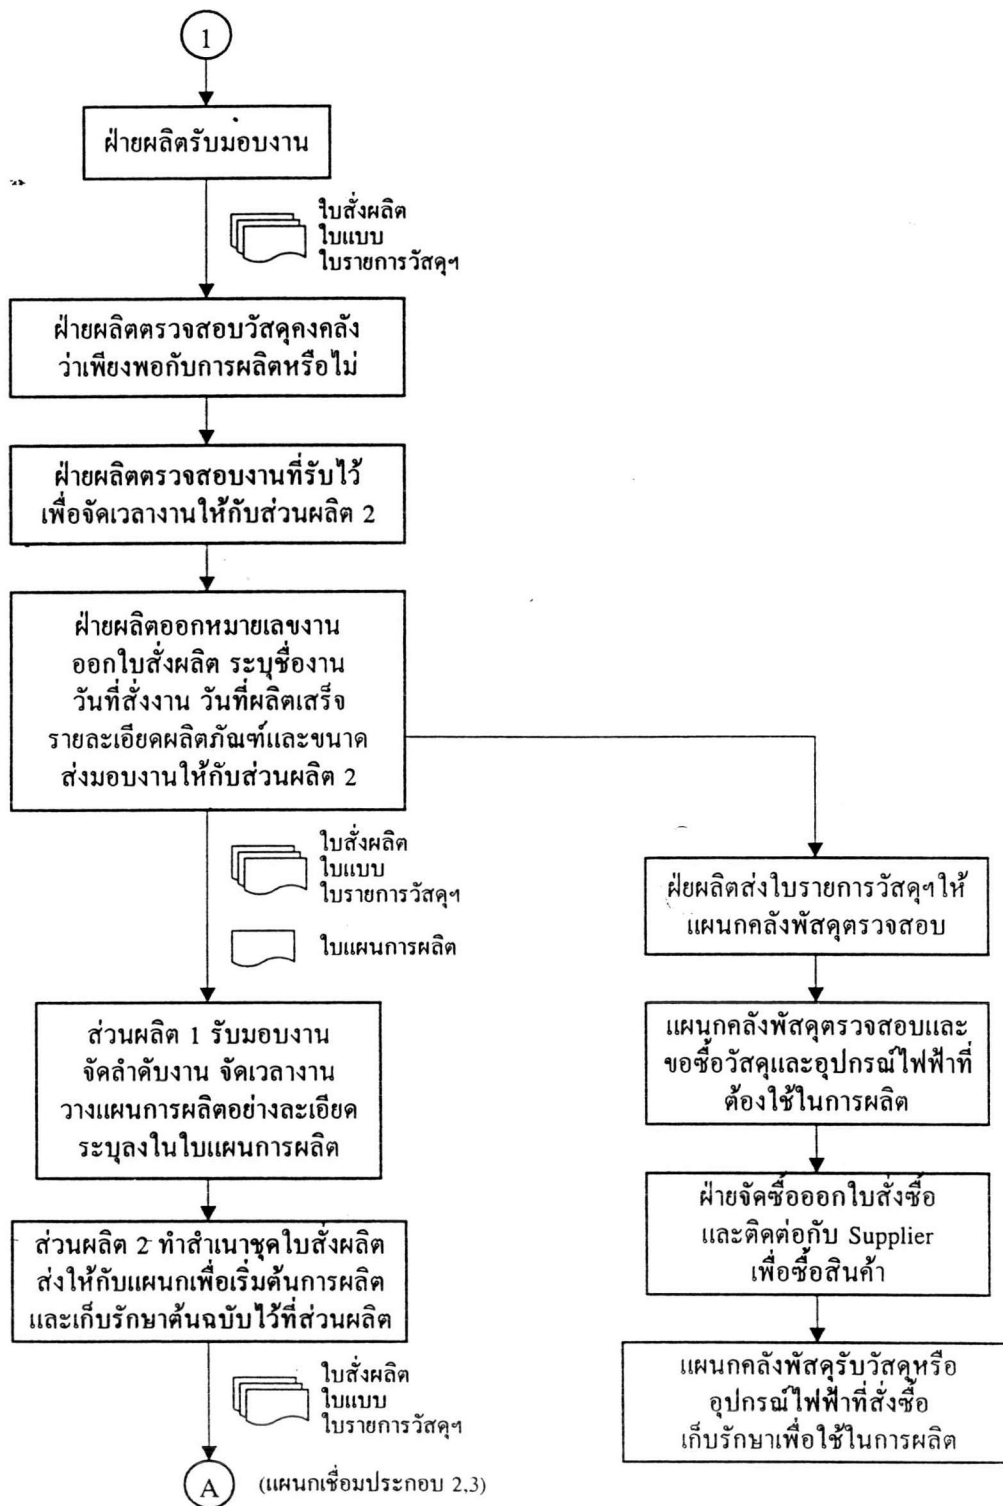 1
ฝ่ายผลิตรับมอบงาน
ใบสั่งผลิต
ใบแบบ
ใบรายการวัสดุฯ
ฝ่ายผลิตตรวจสอบวัสดุคงคลัง
ว่าเพียงพอกับการผลิตหรือไม่
ฝ่ายผลิตตรวจสอบงานที่รับไว้
เพื่อจัดเวลางานให้กับส่วนผลิต 2
ฝ่ายผลิตออกหมายเลขงาน
ออกใบสั่งผลิต ระบุชื่องาน
วันที่สั่งงาน วันที่ผลิตเสร็จ
รายละเอียดผลิตภัณฑ์และขนาด
ส่งมอบงานให้กับส่วนผลิต 2
ใบสั่งผลิต
ใบแบบ
ใบรายการวัสดุฯ
ใบแผนการผลิต
ส่วนผลิต 1 รับมอบงาน
จัดลำดับงาน จัดเวลางาน
วางแผนการผลิตอย่างละเอียด
ระบุลงในใบแผนการผลิต
ส่วนผลิต 2 ทำสำเนาชุดใบสั่งผลิต
ส่งให้กับแผนกเพื่อเริ่มต้นการผลิต
และเก็บรักษาต้นฉบับไว้ที่ส่วนผลิต
ใบสั่งผลิต
ใบแบบ
ใบรายการวัสดุฯ
A
(แผนกเชื่อมประกอบ 2,3)
ฝ่ยผลิตส่งใบรายการวัสดุฯให้
แผนกคลังพัสดุตรวจสอบ
แผนกคลังพัสดุตรวจสอบและ
ขอซื้อวัสดุและอุปกรณ์ไฟฟ้าที่
ต้องใช้ในการผลิต
ฝ่ายจัดซื้อออกใบสั่งซื้อ
และติดต่อกับ Supplier
เพื่อซื้อสินค้า
แผนกคลังพัสดุรับวัสดุหรือ
อุปกรณ์ไฟฟ้าที่สั่งซื้อ
เก็บรักษาเพื่อใช้ในการผลิต